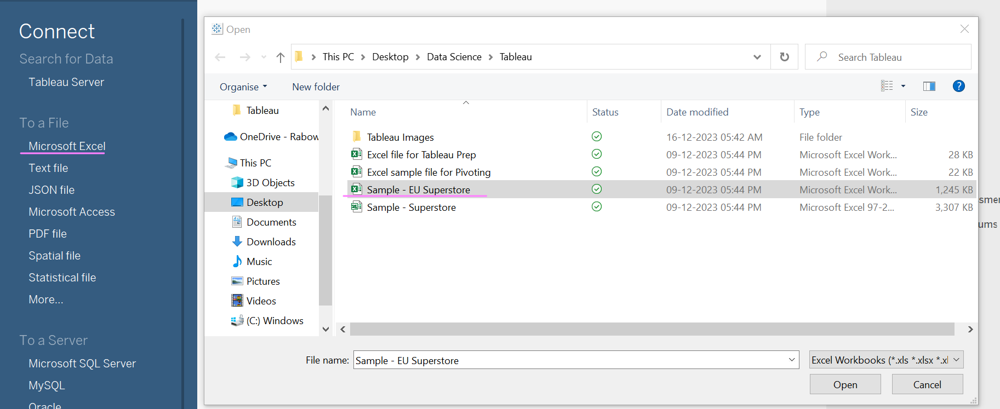 Connect
Search for Data
Tableau Server
To a File
Microsoft Excel
Text file
JSON file
Microsoft Access
PDF file
Spatial file
Statistical file
More...
To a Server
Microsoft SQL Server
MySQL
Oracle
Open
This PC > Desktop > Data Science > Tableau
Search Tableau
Organise New folder
?
Tableau
OneDrive - Rabow
This PC
3D Objects
Desktop
Documents
Downloads
Music
Pictures
Videos
(C:) Windows
Name Status Date modified Type Size
Tableau Images 16-12-2023 05:42 AM File folder
Excel file for Tableau Prep 09-12-2023 05:44 PM Microsoft Excel Work... 28 KB
Excel sample file for Pivoting 09-12-2023 05:44 PM Microsoft Excel Work... 22 KB
Sample - EU Superstore 09-12-2023 05:44 PM Microsoft Excel Work... 1,245 KB
Sample - Superstore 09-12-2023 05:44 PM Microsoft Excel 97-2... 3,307 KB
smer
ums
File name: Sample - EU Superstore Excel Workbooks (*.xls *.xlsx *.xl
Open Cancel